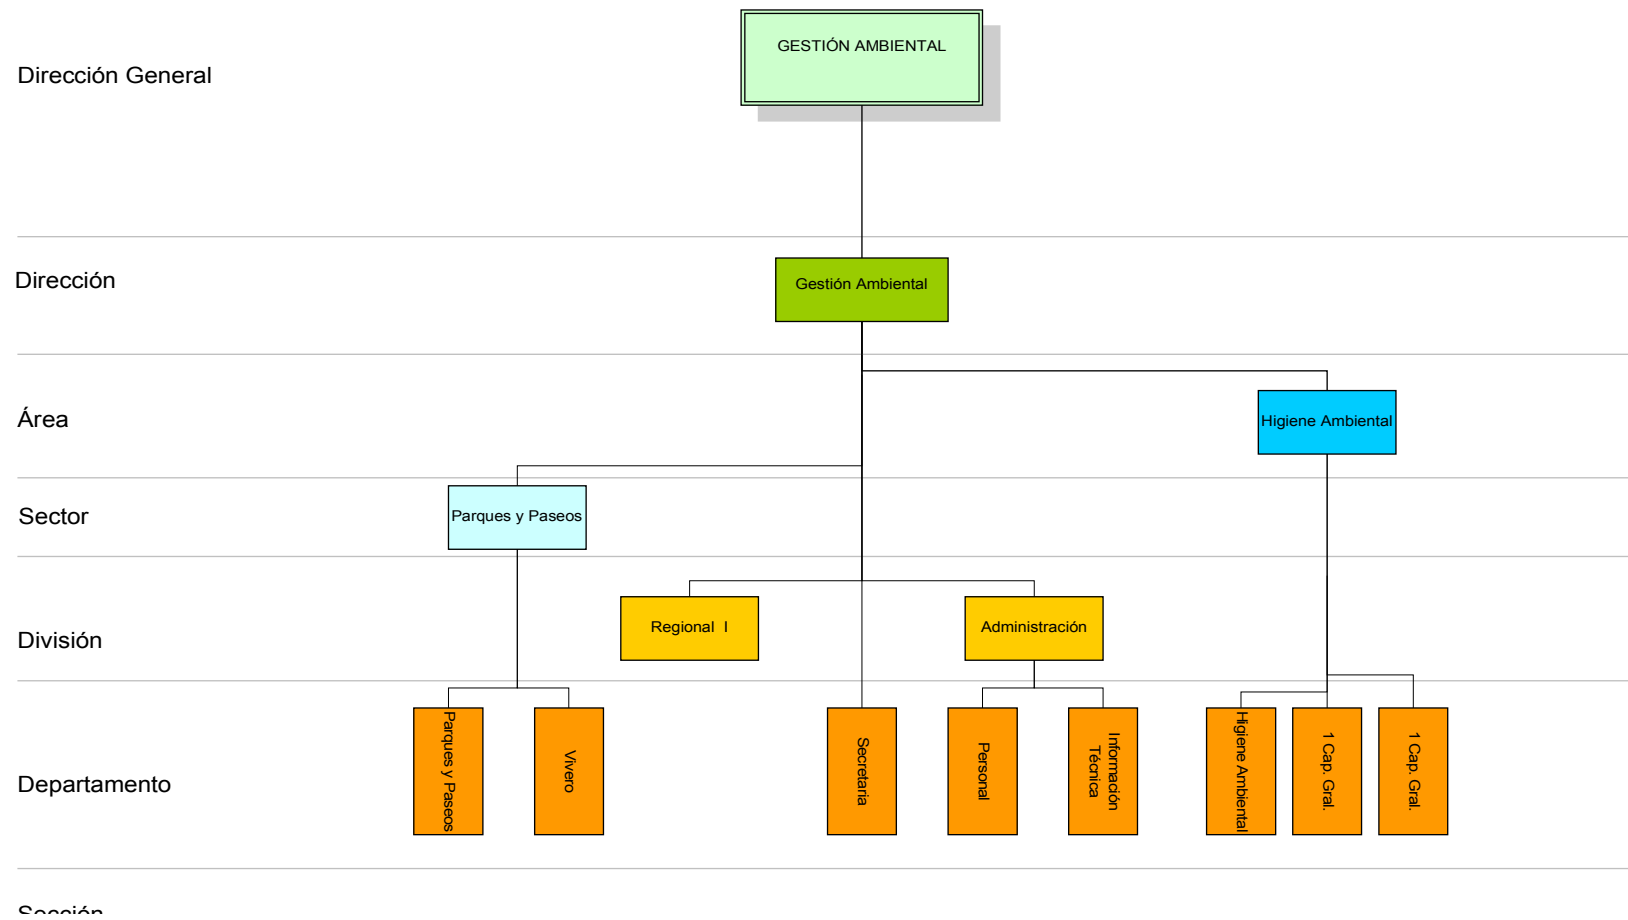 GESTIÓN AMBIENTAL
Dirección General
Dirección
Gestión Ambiental
Área
Higiene Ambiental
Sector
Parques y Paseos
División
Regional I
Administración
Departamento
Parques y Paseos
Vivero
Secretaria
Personal
Información
Técnica
Higiene Ambiental
1 Cap. Gral.
1 Cap. Gral.
Sección